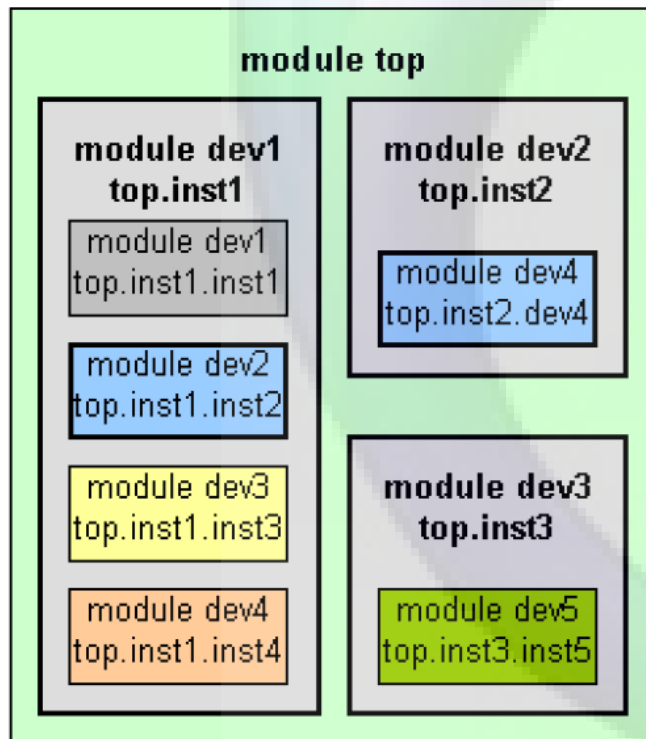 module top
module dev1
top.inst1
module dev1
top.inst1.inst1
module dev2
top.inst1.inst2
module dev3
top.inst1.inst3
module dev4
top.inst1.inst4
module dev2
top.inst2
module dev4
top.inst2.dev4
module dev3
top.inst3
module dev5
top.inst3.inst5